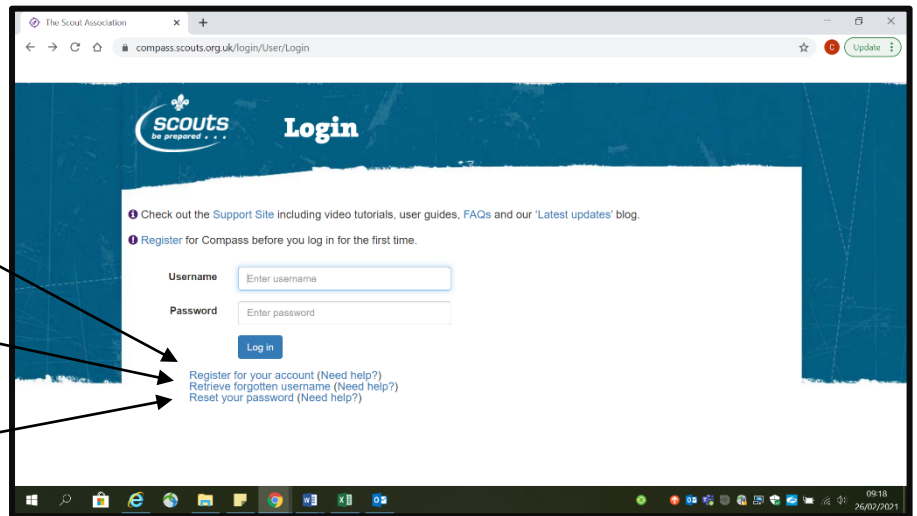 The Scout Association
compass.scouts.org.uk/login/User/Login
C
Update
scouts
be prepared . . .
Login
Check out the Support Site including video tutorials, user guides, FAQs and our 'Latest updates' blog.
Register for Compass before you log in for the first time.
Username
Enter username
Password
Enter password
Log in
Register for your account (Need help?)
Retrieve forgotten username (Need help?)
Reset your password (Need help?)
09:18
26/02/2021